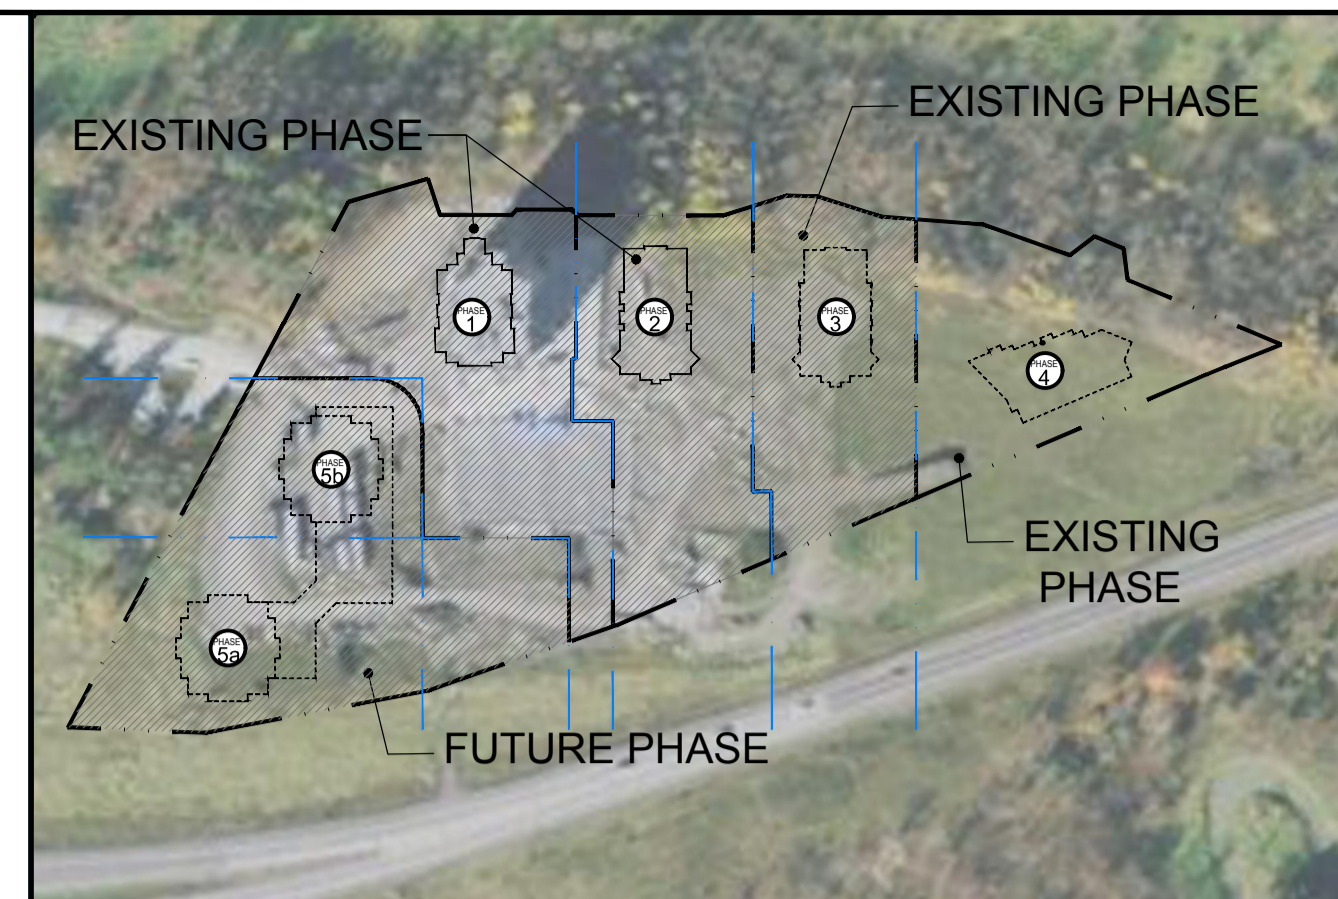 EXISTING PHASE
EXISTING PHASE
PHASE
1
PHASE
2
PHASE
3
PHASE
4
PHASE
5b
EXISTING
PHASE
PHASE
5a
FUTURE PHASE